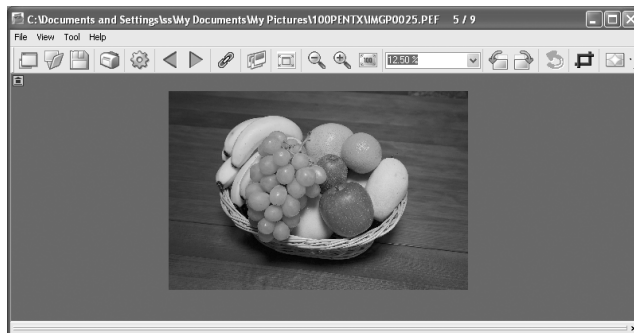 C:\Documents and Settings\ss\My Documents\My Pictures\100PENTX\IMGP0025.PEF 5 / 9
File View Tool Help
100
12.50 %